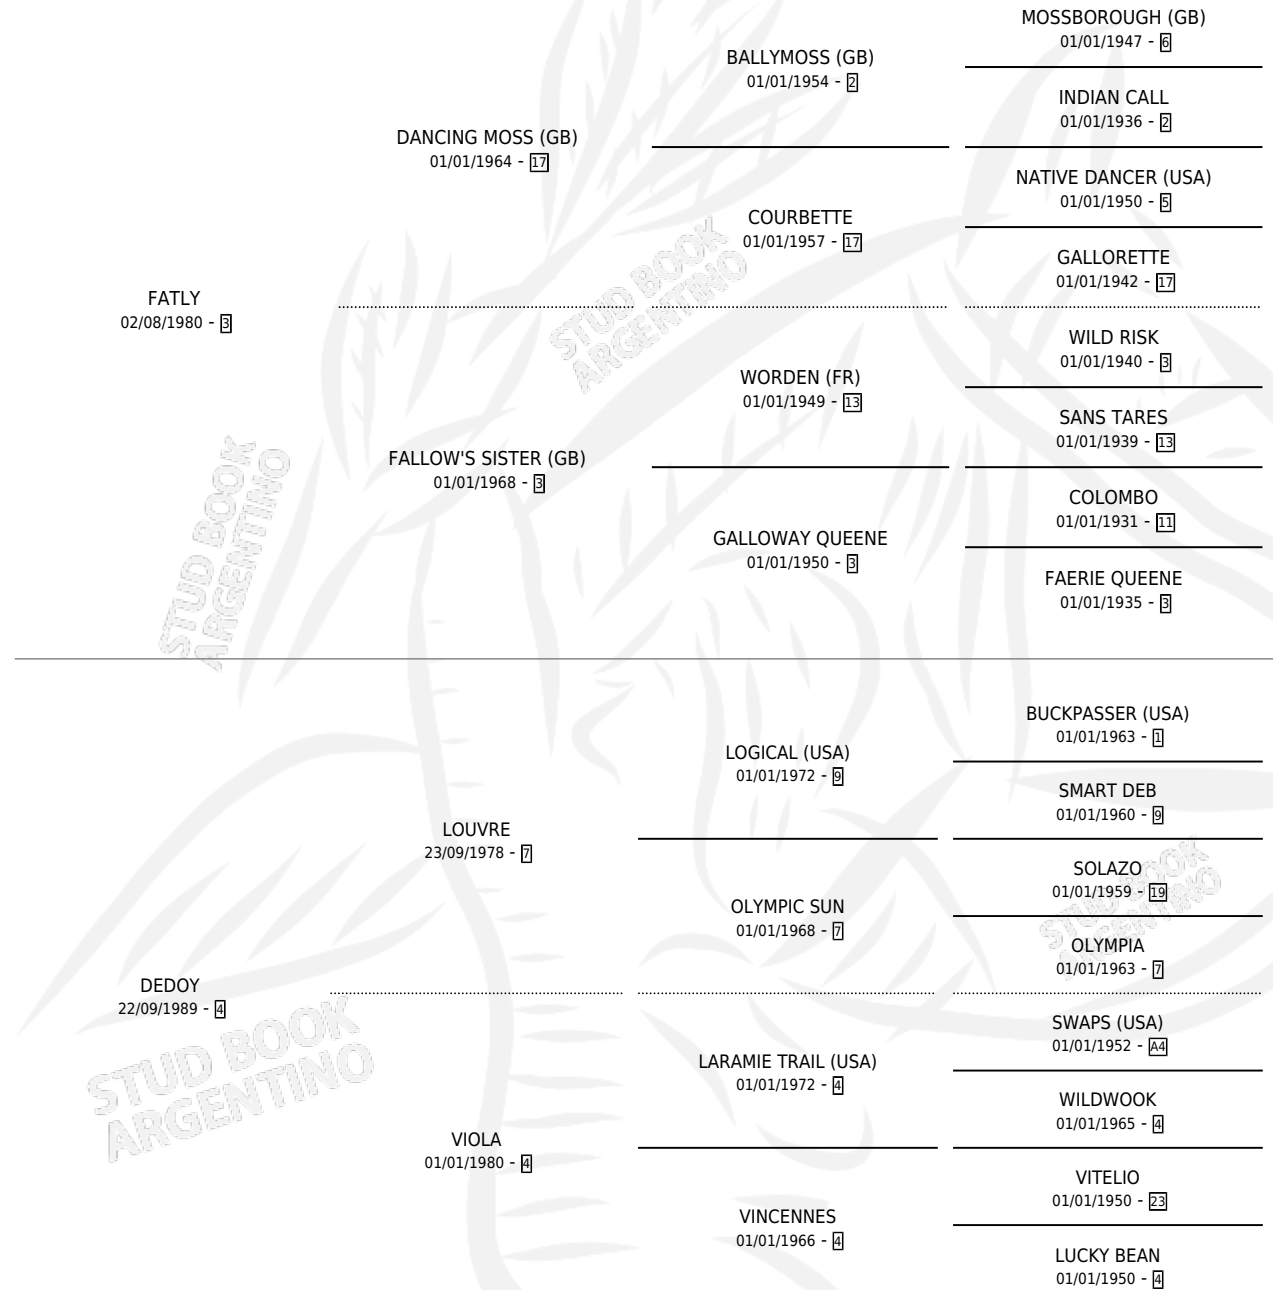 MOSSBOROUGH (GB)
01/01/1947 - 6
BALLYMOSS (GB)
01/01/1954 - 2
INDIAN CALL
01/01/1936 - 2
DANCING MOSS (GB)
01/01/1964 - 17
NATIVE DANCER (USA)
01/01/1950 - 5
COURBETTE
01/01/1957 - 17
GALLORETTE
01/01/1942 - 17
FATLY
02/08/1980 - 3
WILD RISK
01/01/1940 - 3
WORDEN (FR)
01/01/1949 - 13
SANS TARES
01/01/1939 - 13
FALLOW'S SISTER (GB)
01/01/1968 - 3
COLOMBO
01/01/1931 - 11
GALLOWAY QUEENE
01/01/1950 - 3
FAERIE QUEENE
01/01/1935 - 3
BUCKPASSER (USA)
01/01/1963 - 1
LOGICAL (USA)
01/01/1972 - 9
SMART DEB
01/01/1960 - 9
LOUVRE
23/09/1978 - 7
SOLAZO
01/01/1959 - 19
OLYMPIC SUN
01/01/1968 - 7
OLYMPIA
01/01/1963 - 7
DEDOY
22/09/1989 - 4
SWAPS (USA)
01/01/1952 - A4
LARAMIE TRAIL (USA)
01/01/1972 - 4
WILDWOOK
01/01/1965 - 4
VIOLA
01/01/1980 - 4
VITELIO
01/01/1950 - 23
VINCENNES
01/01/1966 - 4
LUCKY BEAN
01/01/1950 - 4
STUD BOOK
ARGENTINO
STUD BOOK
ARGENTINO
STUD BOOK
ARGENTINO
STUD BOOK
ARGENTINO